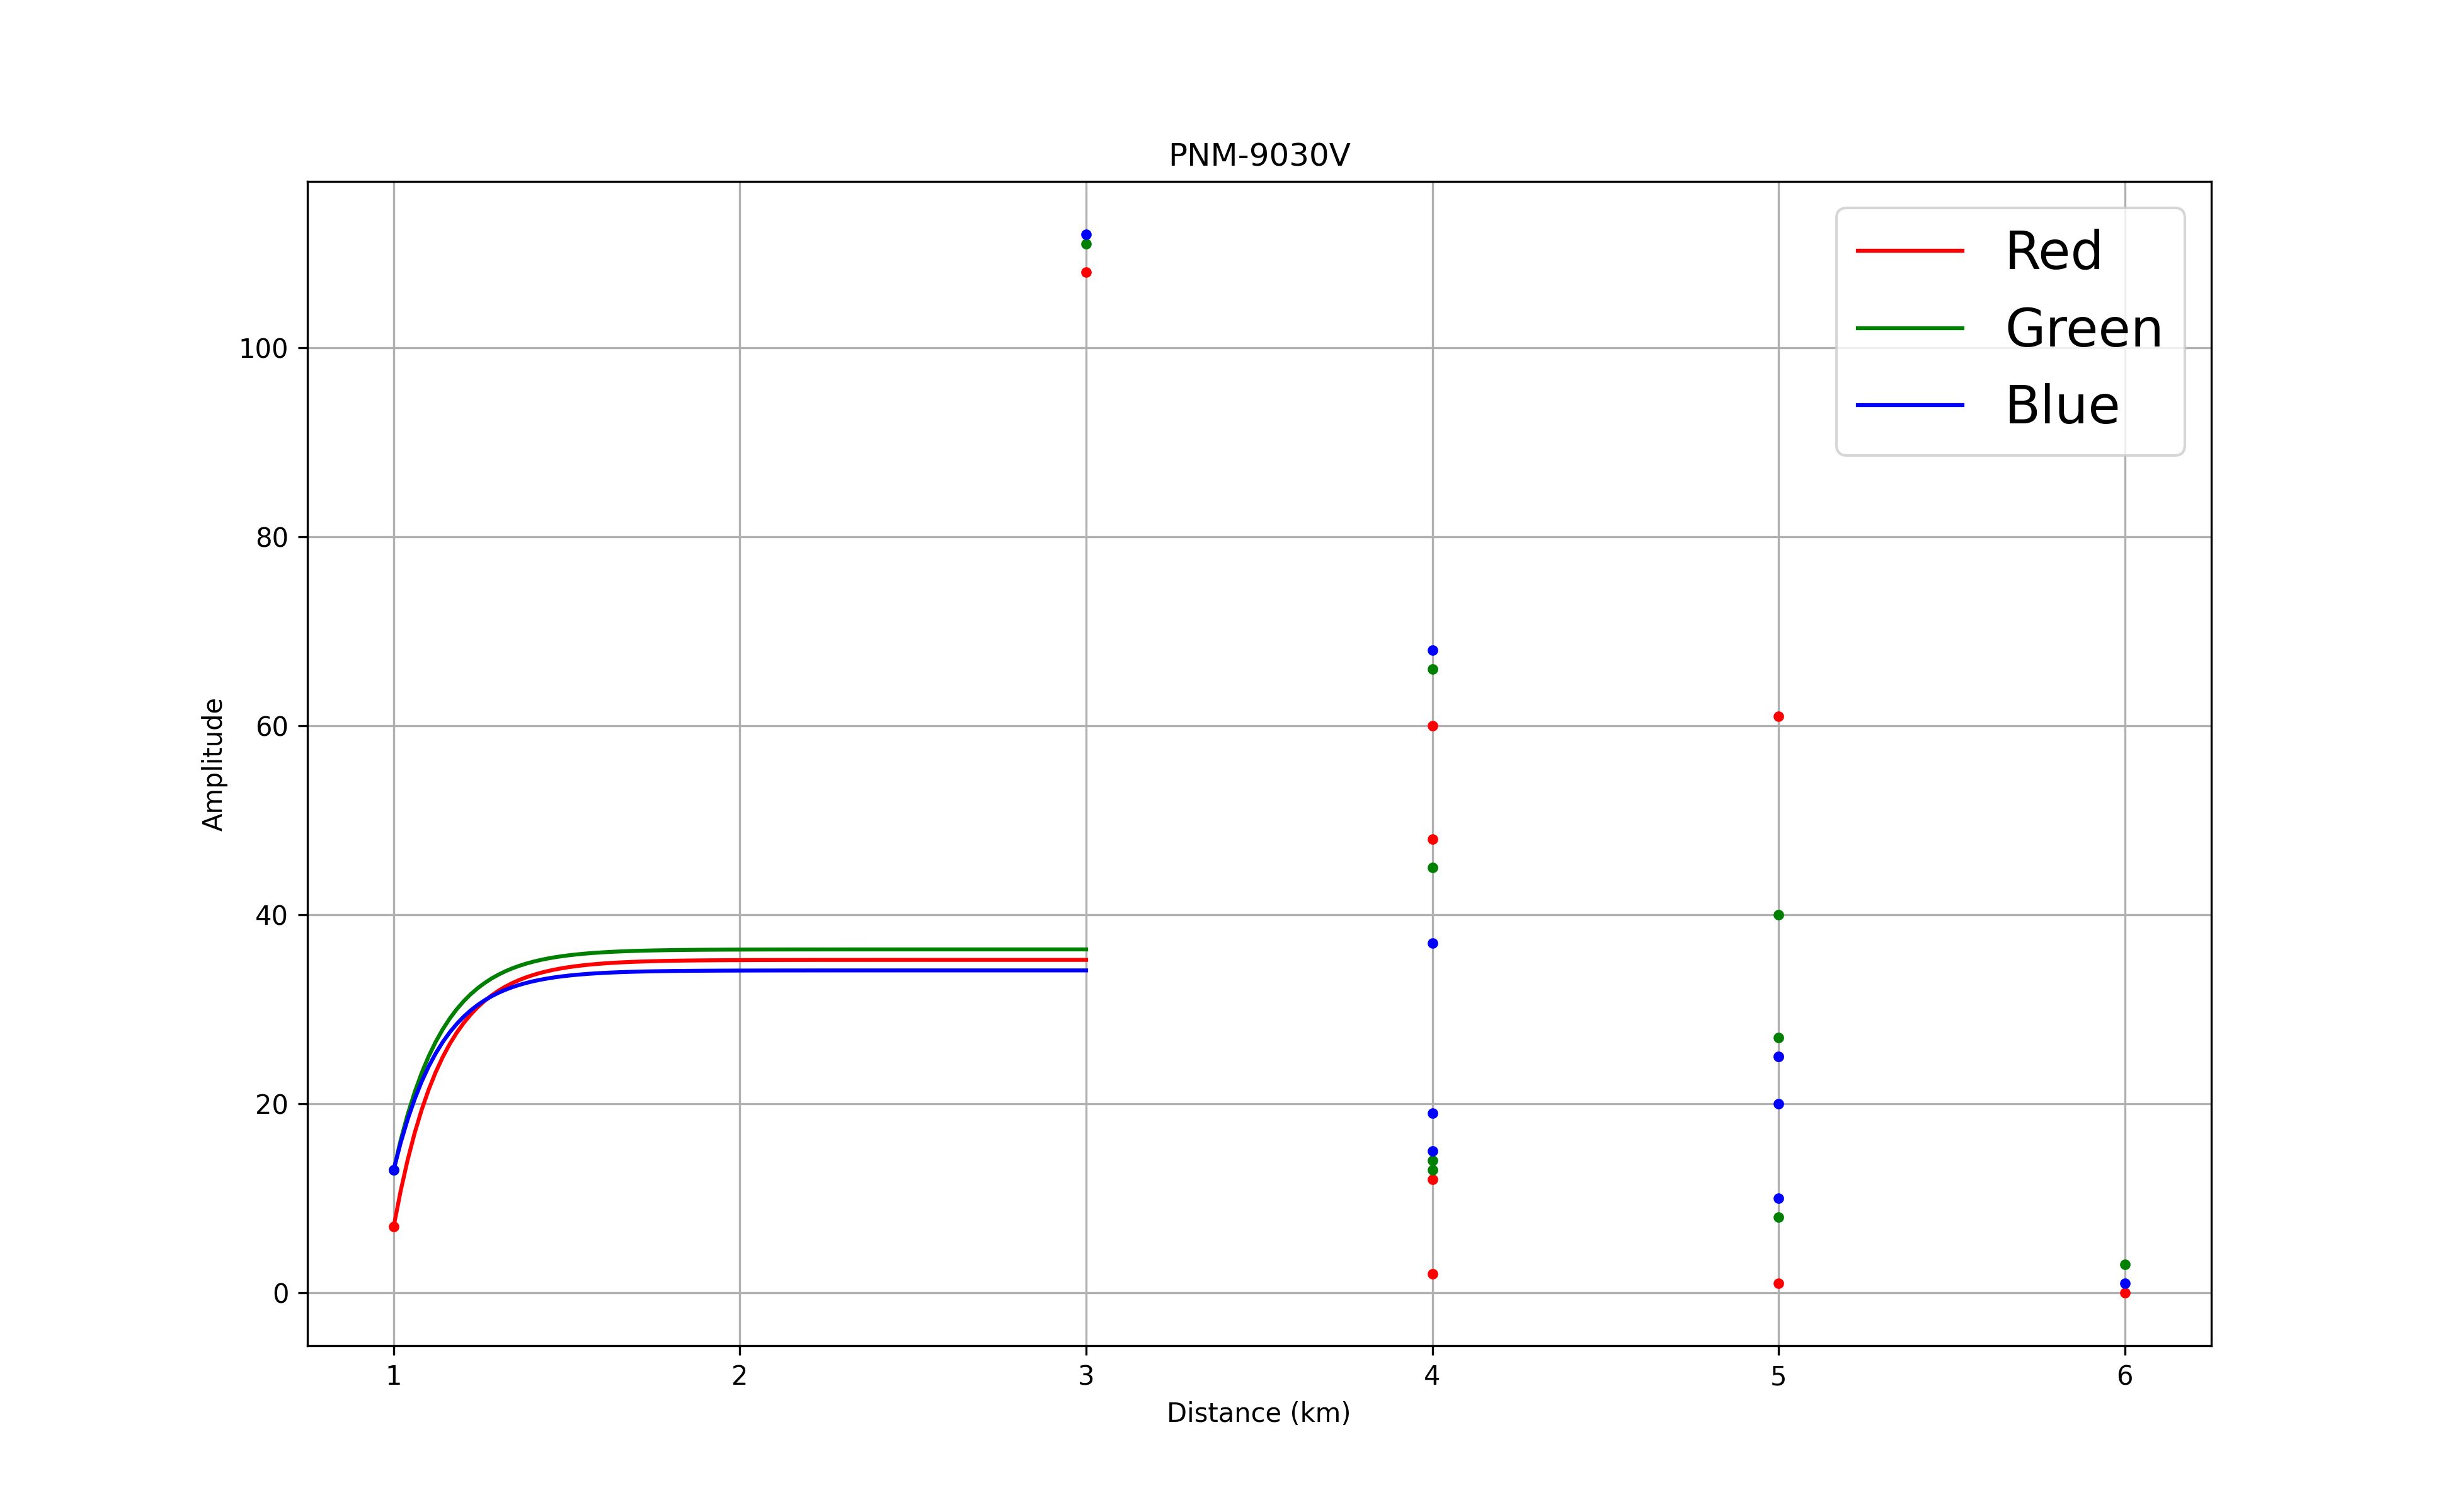 PNM-9030V
Red
Green
Blue
100
80
60
40
20
0
Amplitude
1 2 3 4 5 6
Distance (km)